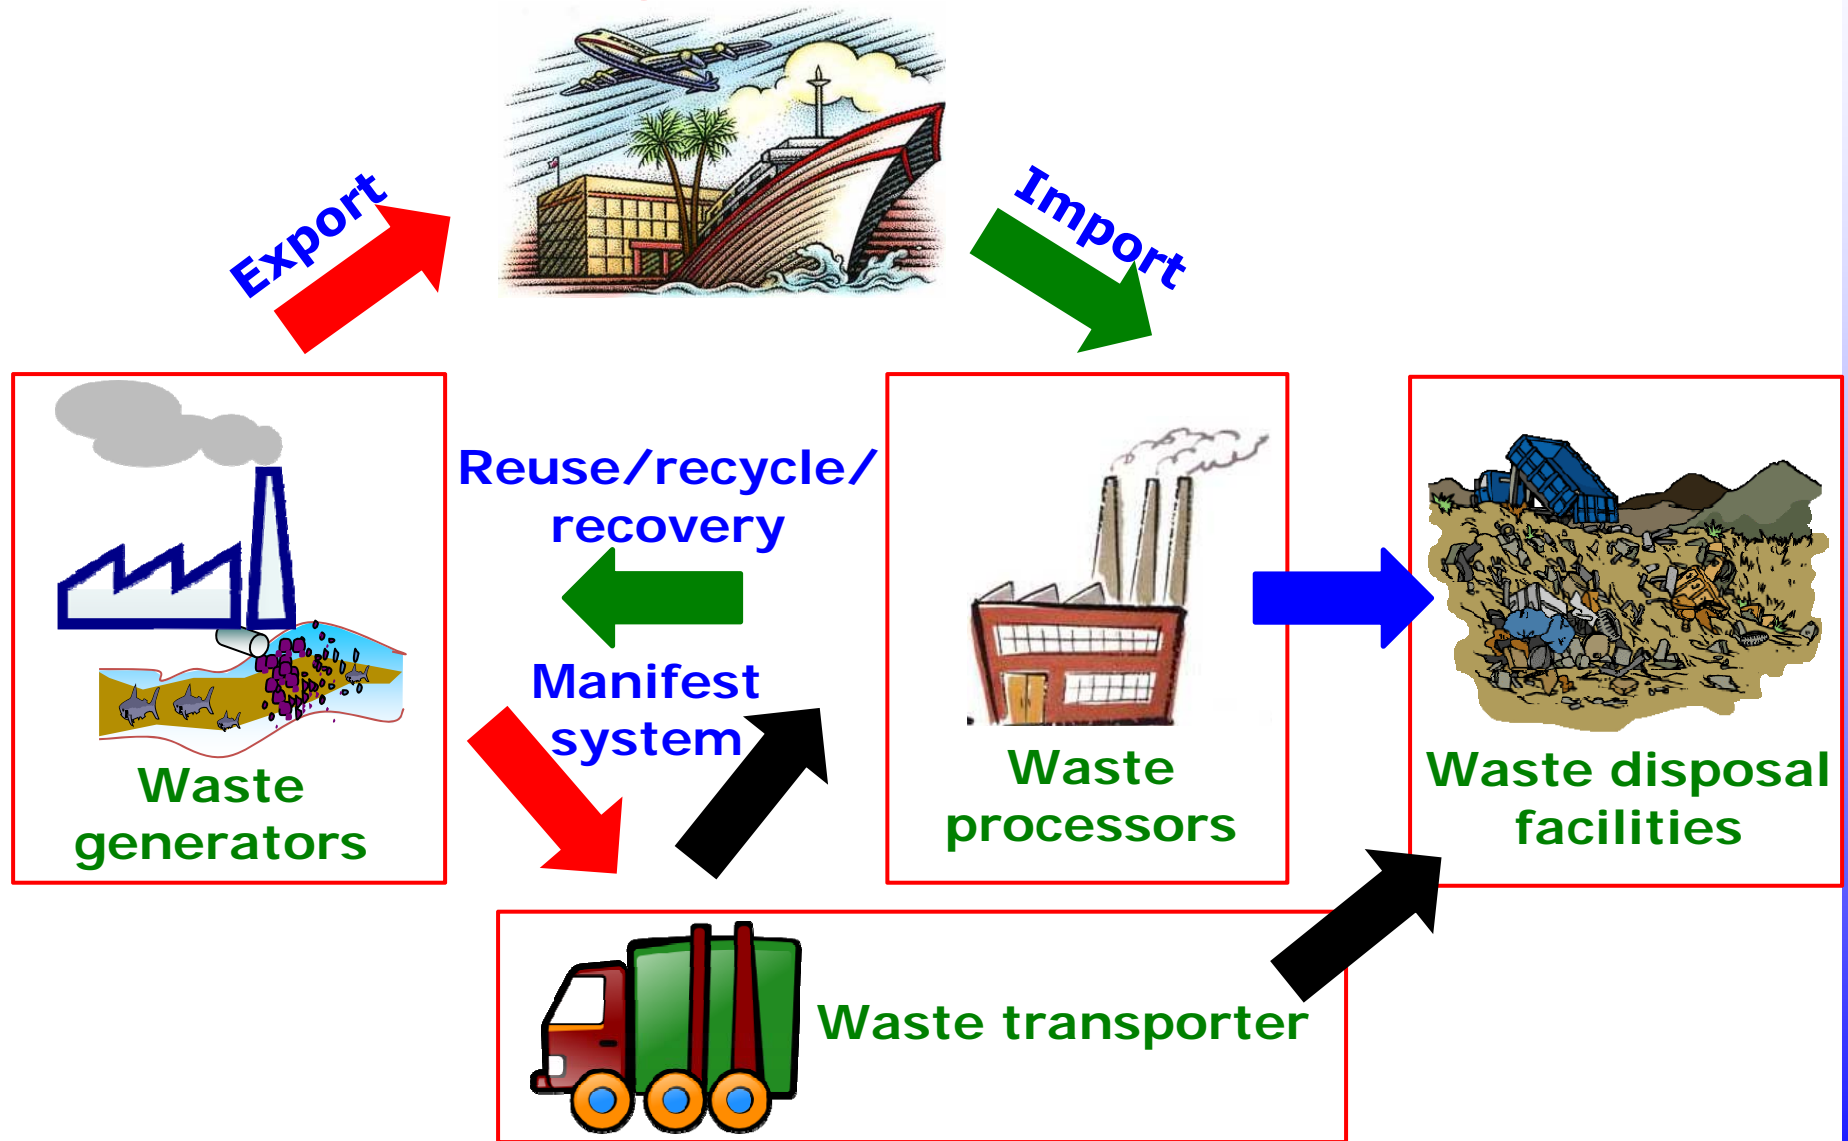 Export
Import
Reuse/recycle/
recovery
Manifest
system
Waste
generators
Waste
processors
Waste disposal
facilities
Waste transporter